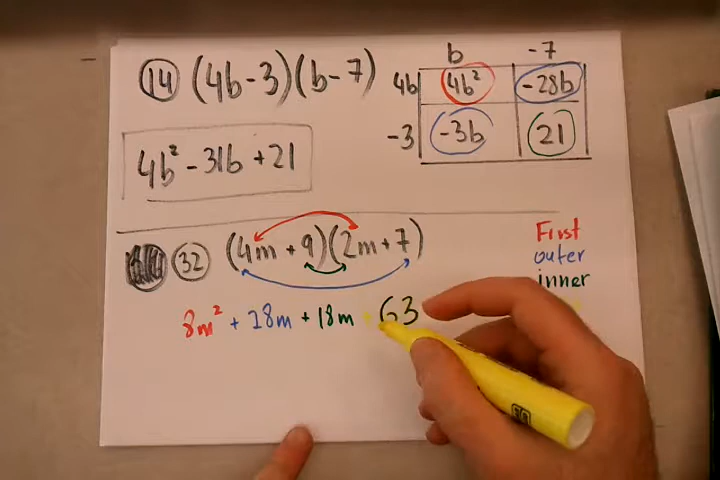 ⑭ (4b - 3)(b - 7)
b -7
4b 4b² -28b
-3 -3b 21
4b² - 31b + 21
㉜ (4m + 9)(2m + 7)
First
outer
inner
8m² + 28m + 18m + 63